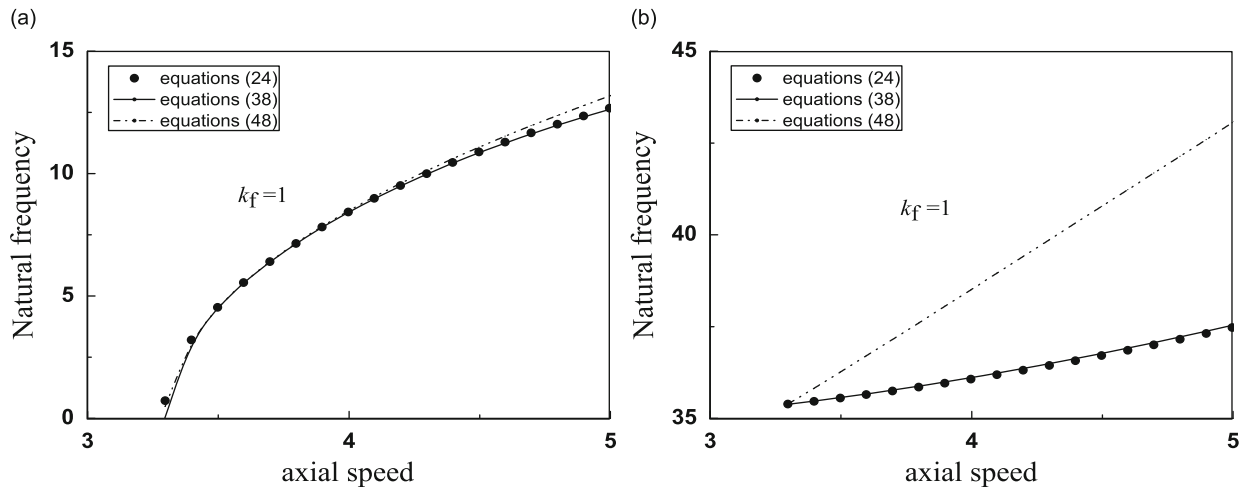 (a)
15
10
5
0
3
4
5
Natural frequency
axial speed
equations (24)
equations (38)
equations (48)
kf =1
(b)
45
40
35
3
4
5
Natural frequency
axial speed
equations (24)
equations (38)
equations (48)
kf =1